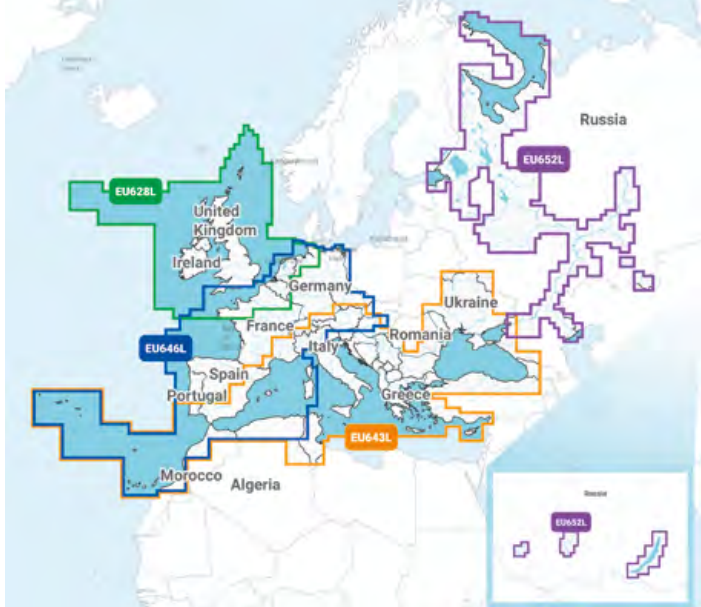 Russia
EU652L
EU628L
United
Kingdom
Ireland
Germany
Ukraine
France
EU646L
Romania
Italy
Spain
Portugal
Greece
EU643L
Morocco
Algeria
Russia
EU652L